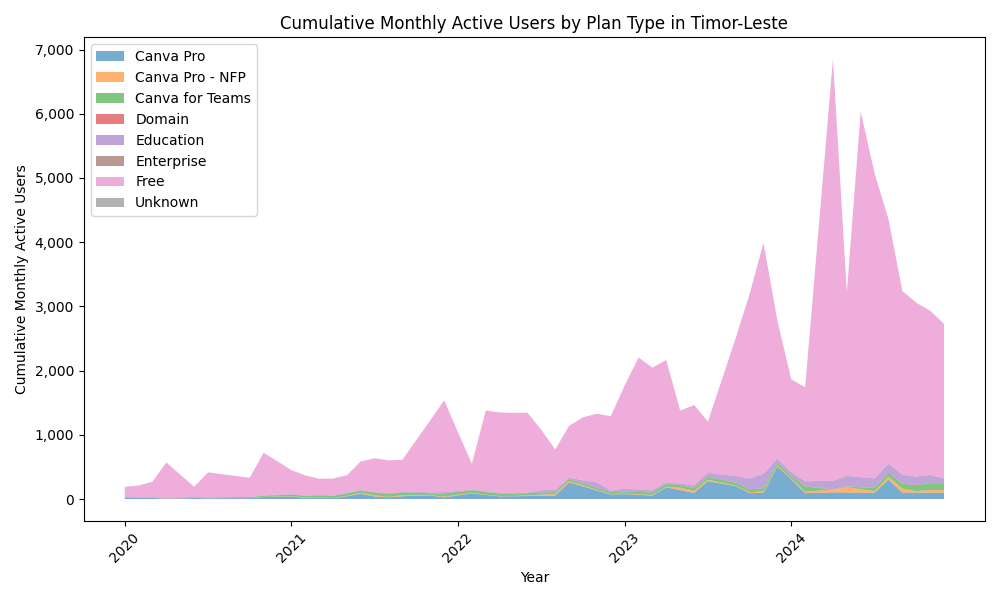 Cumulative Monthly Active Users by Plan Type in Timor-Leste
7,000
6,000
5,000
4,000
3,000
2,000
1,000
0
Cumulative Monthly Active Users
Canva Pro
Canva Pro - NFP
Canva for Teams
Domain
Education
Enterprise
Free
Unknown
2020
2021
2022
2023
2024
Year